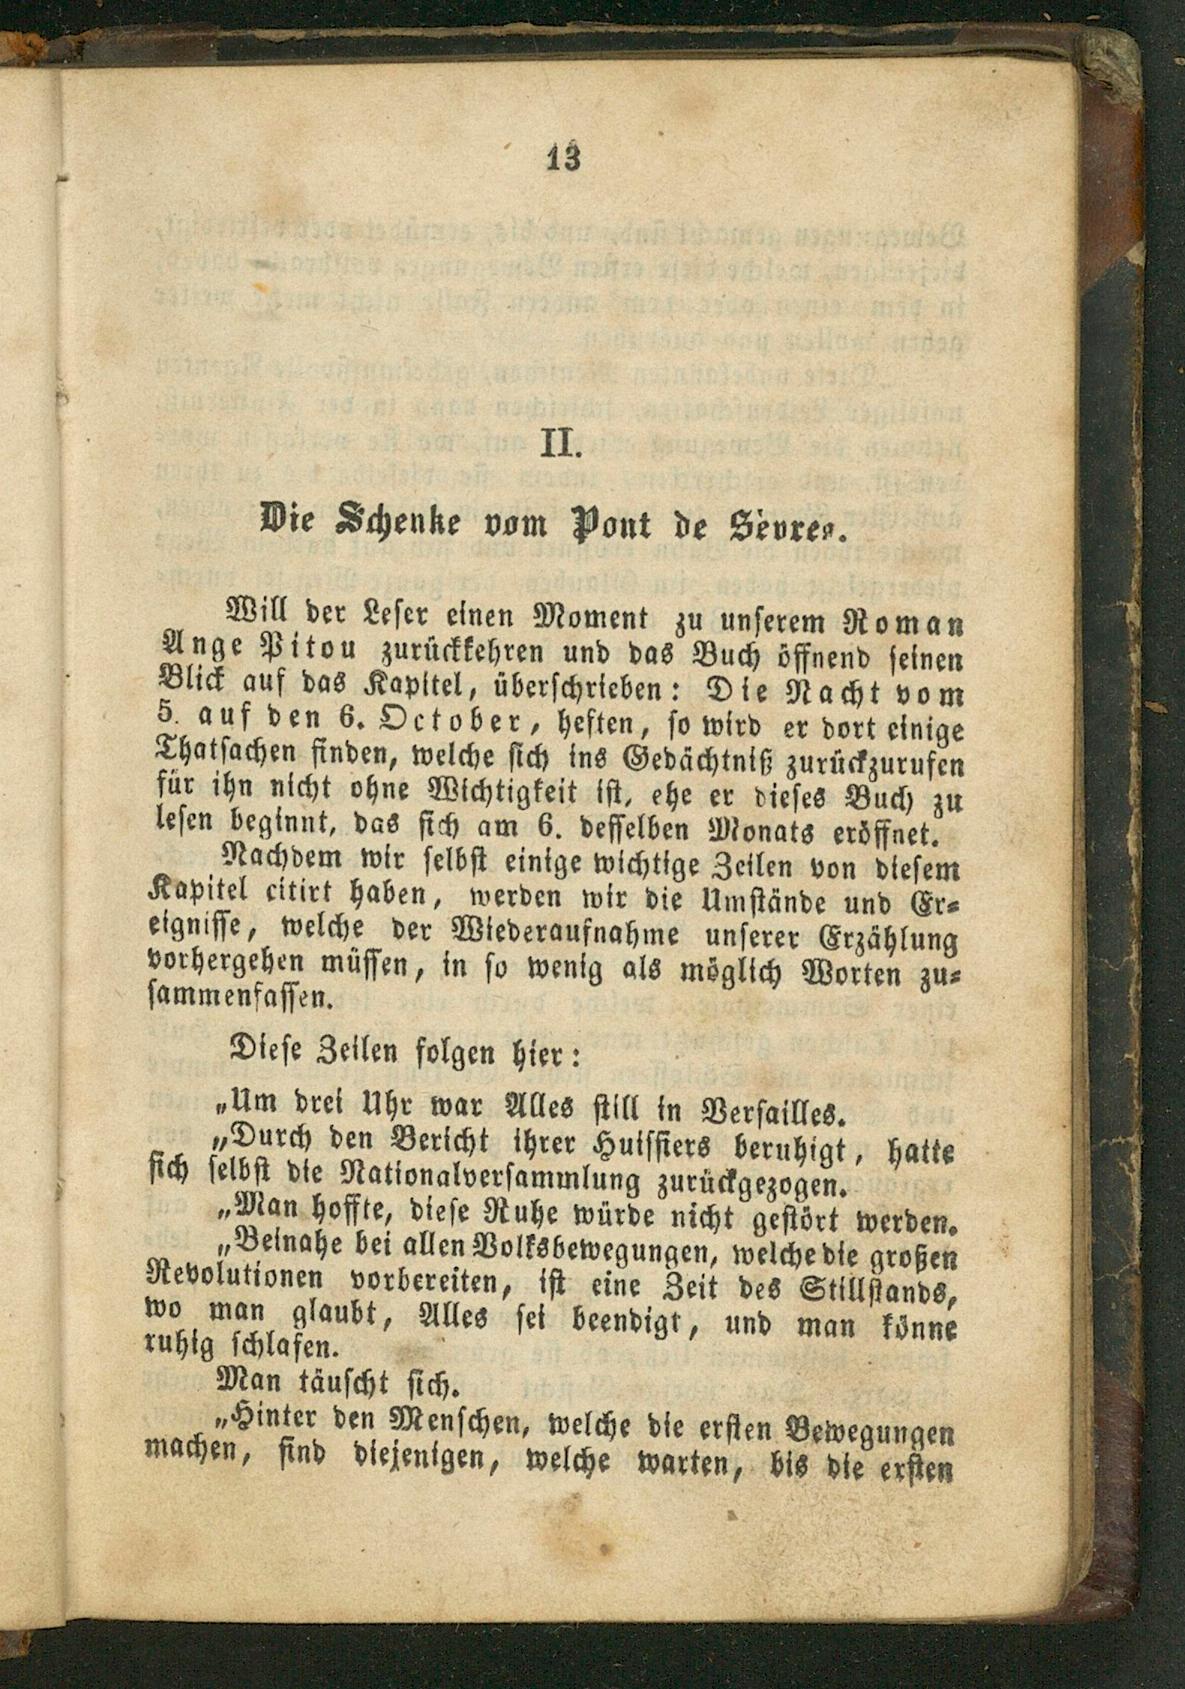 13
II.
Die Schenke vom Pont de Sèvres.
Will der Leser einen Moment zu unserem Roman
Ange Pitou zurückkehren und das Buch öffnend seinen
Blick auf das Kapitel, überschrieben: Die Nacht vom
5. auf den 6. October, heften, so wird er dort einige
Thatsachen finden, welche sich ins Gedächtniß zurückzurufen
für ihn nicht ohne Wichtigkeit ist, ehe er dieses Buch zu
lesen beginnt, das sich am 6. desselben Monats eröffnet.
Nachdem wir selbst einige wichtige Zeilen von diesem
Kapitel citirt haben, werden wir die Umstände und Er-
eignisse, welche der Wiederaufnahme unserer Erzählung
vorhergehen müssen, in so wenig als möglich Worten zu-
sammenfassen.
Diese Zeilen folgen hier:
„Um drei Uhr war Alles still in Versailles.
„Durch den Bericht ihrer Huissiers beruhigt, hatte
sich selbst die Nationalversammlung zurückgezogen.
„Man hoffte, diese Ruhe würde nicht gestört werden.
„Beinahe bei allen Volksbewegungen, welche die großen
Revolutionen vorbereiten, ist eine Zeit des Stillstands,
wo man glaubt, Alles sei beendigt, und man könne
ruhig schlafen.
Man täuscht sich.
„Hinter den Menschen, welche die ersten Bewegungen
machen, sind diejenigen, welche warten, bis die ersten